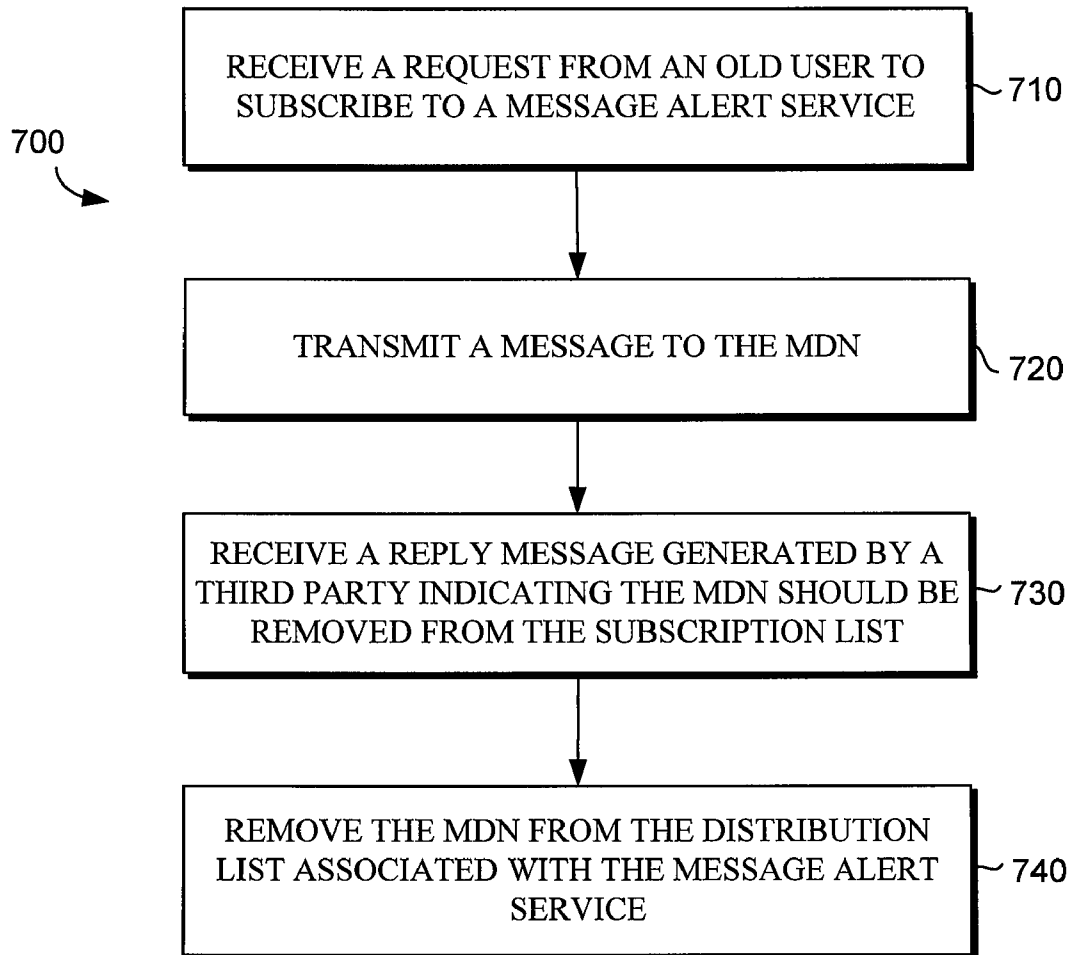 RECEIVE A REQUEST FROM AN OLD USER TO
SUBSCRIBE TO A MESSAGE ALERT SERVICE
710
700
TRANSMIT A MESSAGE TO THE MDN
720
RECEIVE A REPLY MESSAGE GENERATED BY A
THIRD PARTY INDICATING THE MDN SHOULD BE
REMOVED FROM THE SUBSCRIPTION LIST
730
REMOVE THE MDN FROM THE DISTRIBUTION
LIST ASSOCIATED WITH THE MESSAGE ALERT
SERVICE
740